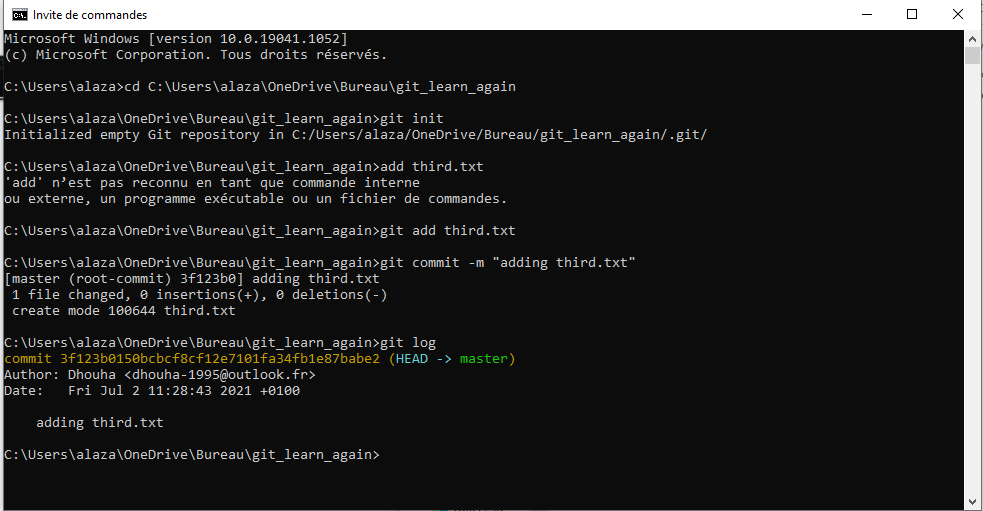 Invite de commandes
Microsoft Windows [version 10.0.19041.1052]
(c) Microsoft Corporation. Tous droits réservés.
C:\Users\alaza>cd C:\Users\alaza\OneDrive\Bureau\git_learn_again
C:\Users\alaza\OneDrive\Bureau\git_learn_again>git init
Initialized empty Git repository in C:/Users/alaza/OneDrive/Bureau/git_learn_again/.git/
C:\Users\alaza\OneDrive\Bureau\git_learn_again>add third.txt
'add' n’est pas reconnu en tant que commande interne
ou externe, un programme exécutable ou un fichier de commandes.
C:\Users\alaza\OneDrive\Bureau\git_learn_again>git add third.txt
C:\Users\alaza\OneDrive\Bureau\git_learn_again>git commit -m "adding third.txt"
[master (root-commit) 3f123b0] adding third.txt
 1 file changed, 0 insertions(+), 0 deletions(-)
 create mode 100644 third.txt
C:\Users\alaza\OneDrive\Bureau\git_learn_again>git log
commit 3f123b0150bcbcf8cf12e7101fa34fb1e87babe2 (HEAD -> master)
Author: Dhouha <dhouha-1995@outlook.fr>
Date:   Fri Jul 2 11:28:43 2021 +0100
    adding third.txt
C:\Users\alaza\OneDrive\Bureau\git_learn_again>